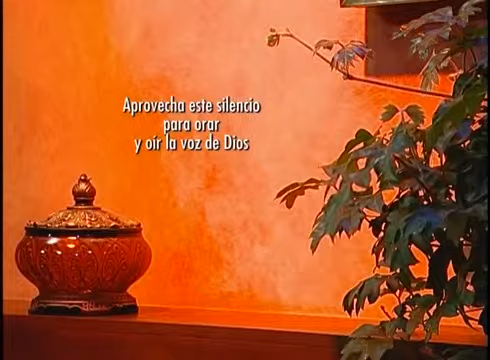 Aprovecha este silencio
para orar
y oír la voz de Dios